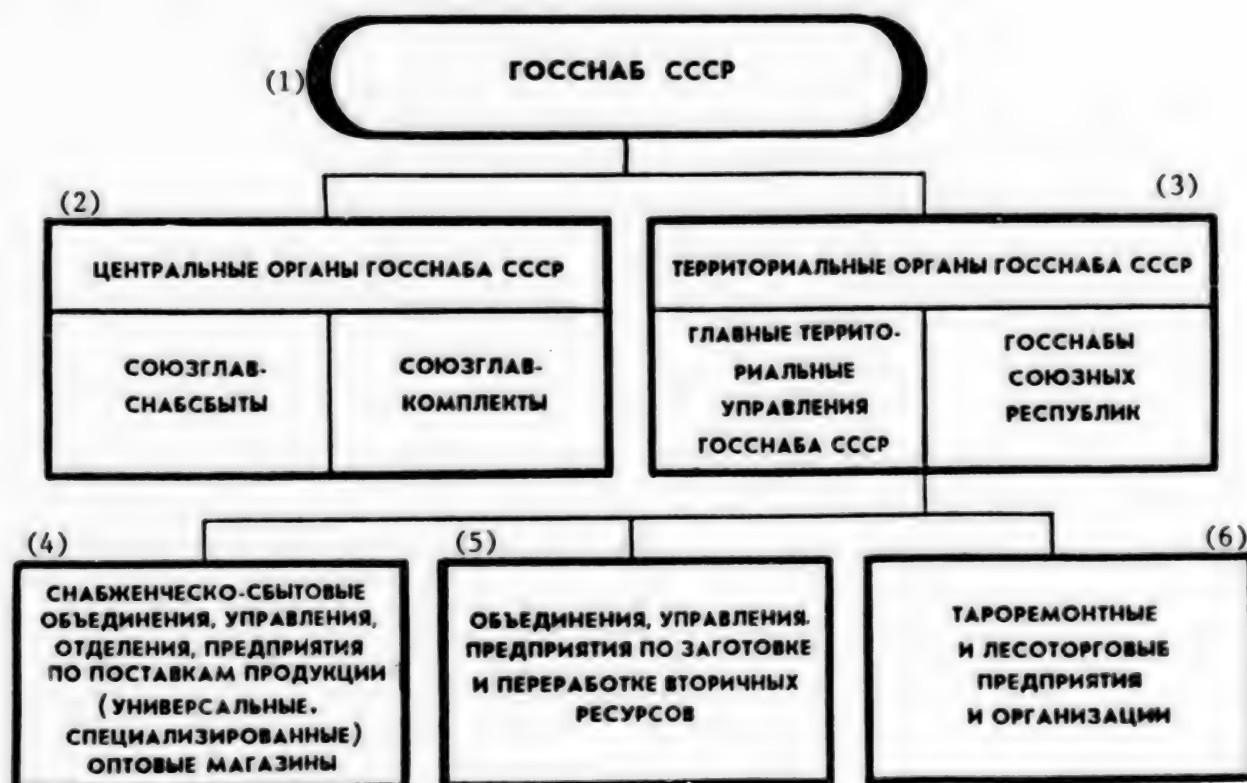 (1)
ГОССНАБ СССР
(2)
(3)
ЦЕНТРАЛЬНЫЕ ОРГАНЫ ГОССНАБА СССР
СОЮЗГЛАВ-
СНАБСБЫТЫ
СОЮЗГЛАВ-
КОМПЛЕКТЫ
ТЕРРИТОРИАЛЬНЫЕ ОРГАНЫ ГОССНАБА СССР
ГЛАВНЫЕ ТЕРРИТО-
РИАЛЬНЫЕ
УПРАВЛЕНИЯ
ГОССНАБА СССР
ГОССНАБЫ
СОЮЗНЫХ
РЕСПУБЛИК
(4)
СНАБЖЕНЧЕСКО-СБЫТОВЫЕ
ОБЪЕДИНЕНИЯ, УПРАВЛЕНИЯ,
ОТДЕЛЕНИЯ, ПРЕДПРИЯТИЯ
ПО ПОСТАВКАМ ПРОДУКЦИИ
(УНИВЕРСАЛЬНЫЕ.
СПЕЦИАЛИЗИРОВАННЫЕ)
ОПТОВЫЕ МАГАЗИНЫ
(5)
ОБЪЕДИНЕНИЯ, УПРАВЛЕНИЯ.
ПРЕДПРИЯТИЯ ПО ЗАГОТОВКЕ
И ПЕРЕРАБОТКЕ ВТОРИЧНЫХ
РЕСУРСОВ
(6)
ТАРОРЕМОНТНЫЕ
И ЛЕСОТОРГОВЫЕ
ПРЕДПРИЯТИЯ
И ОРГАНИЗАЦИИ